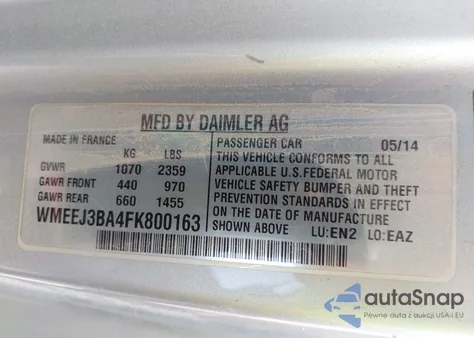 MFD BY DAIMLER AG
MADE IN FRANCE
KG LBS
GVWR 1070 2359
GAWR FRONT 440 970
GAWR REAR 660 1455
WMEEJ3BA4FK800163
PASSENGER CAR 05/14
THIS VEHICLE CONFORMS TO ALL
APPLICABLE U.S.FEDERAL MOTOR
VEHICLE SAFETY BUMPER AND THEFT
PREVENTION STANDARDS IN EFFECT
ON THE DATE OF MANUFACTURE
SHOWN ABOVE LU:EN2 LO:EAZ
autoSnap
Pewne auta z aukcji USA i EU